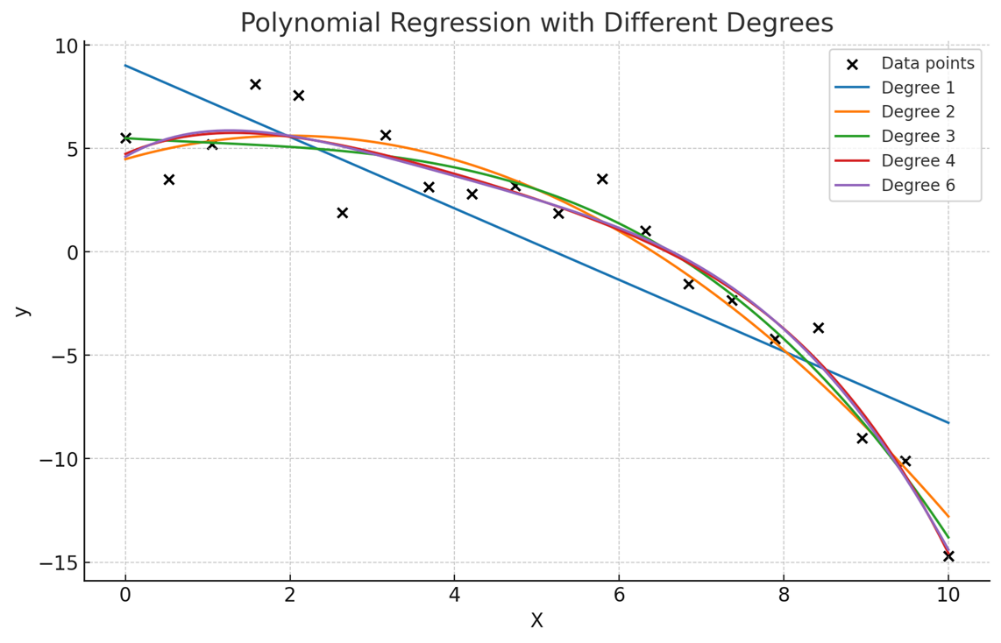 Polynomial Regression with Different Degrees
10
5
0
−5
−10
−15
y
0 2 4 6 8 10
X
Data points
Degree 1
Degree 2
Degree 3
Degree 4
Degree 6